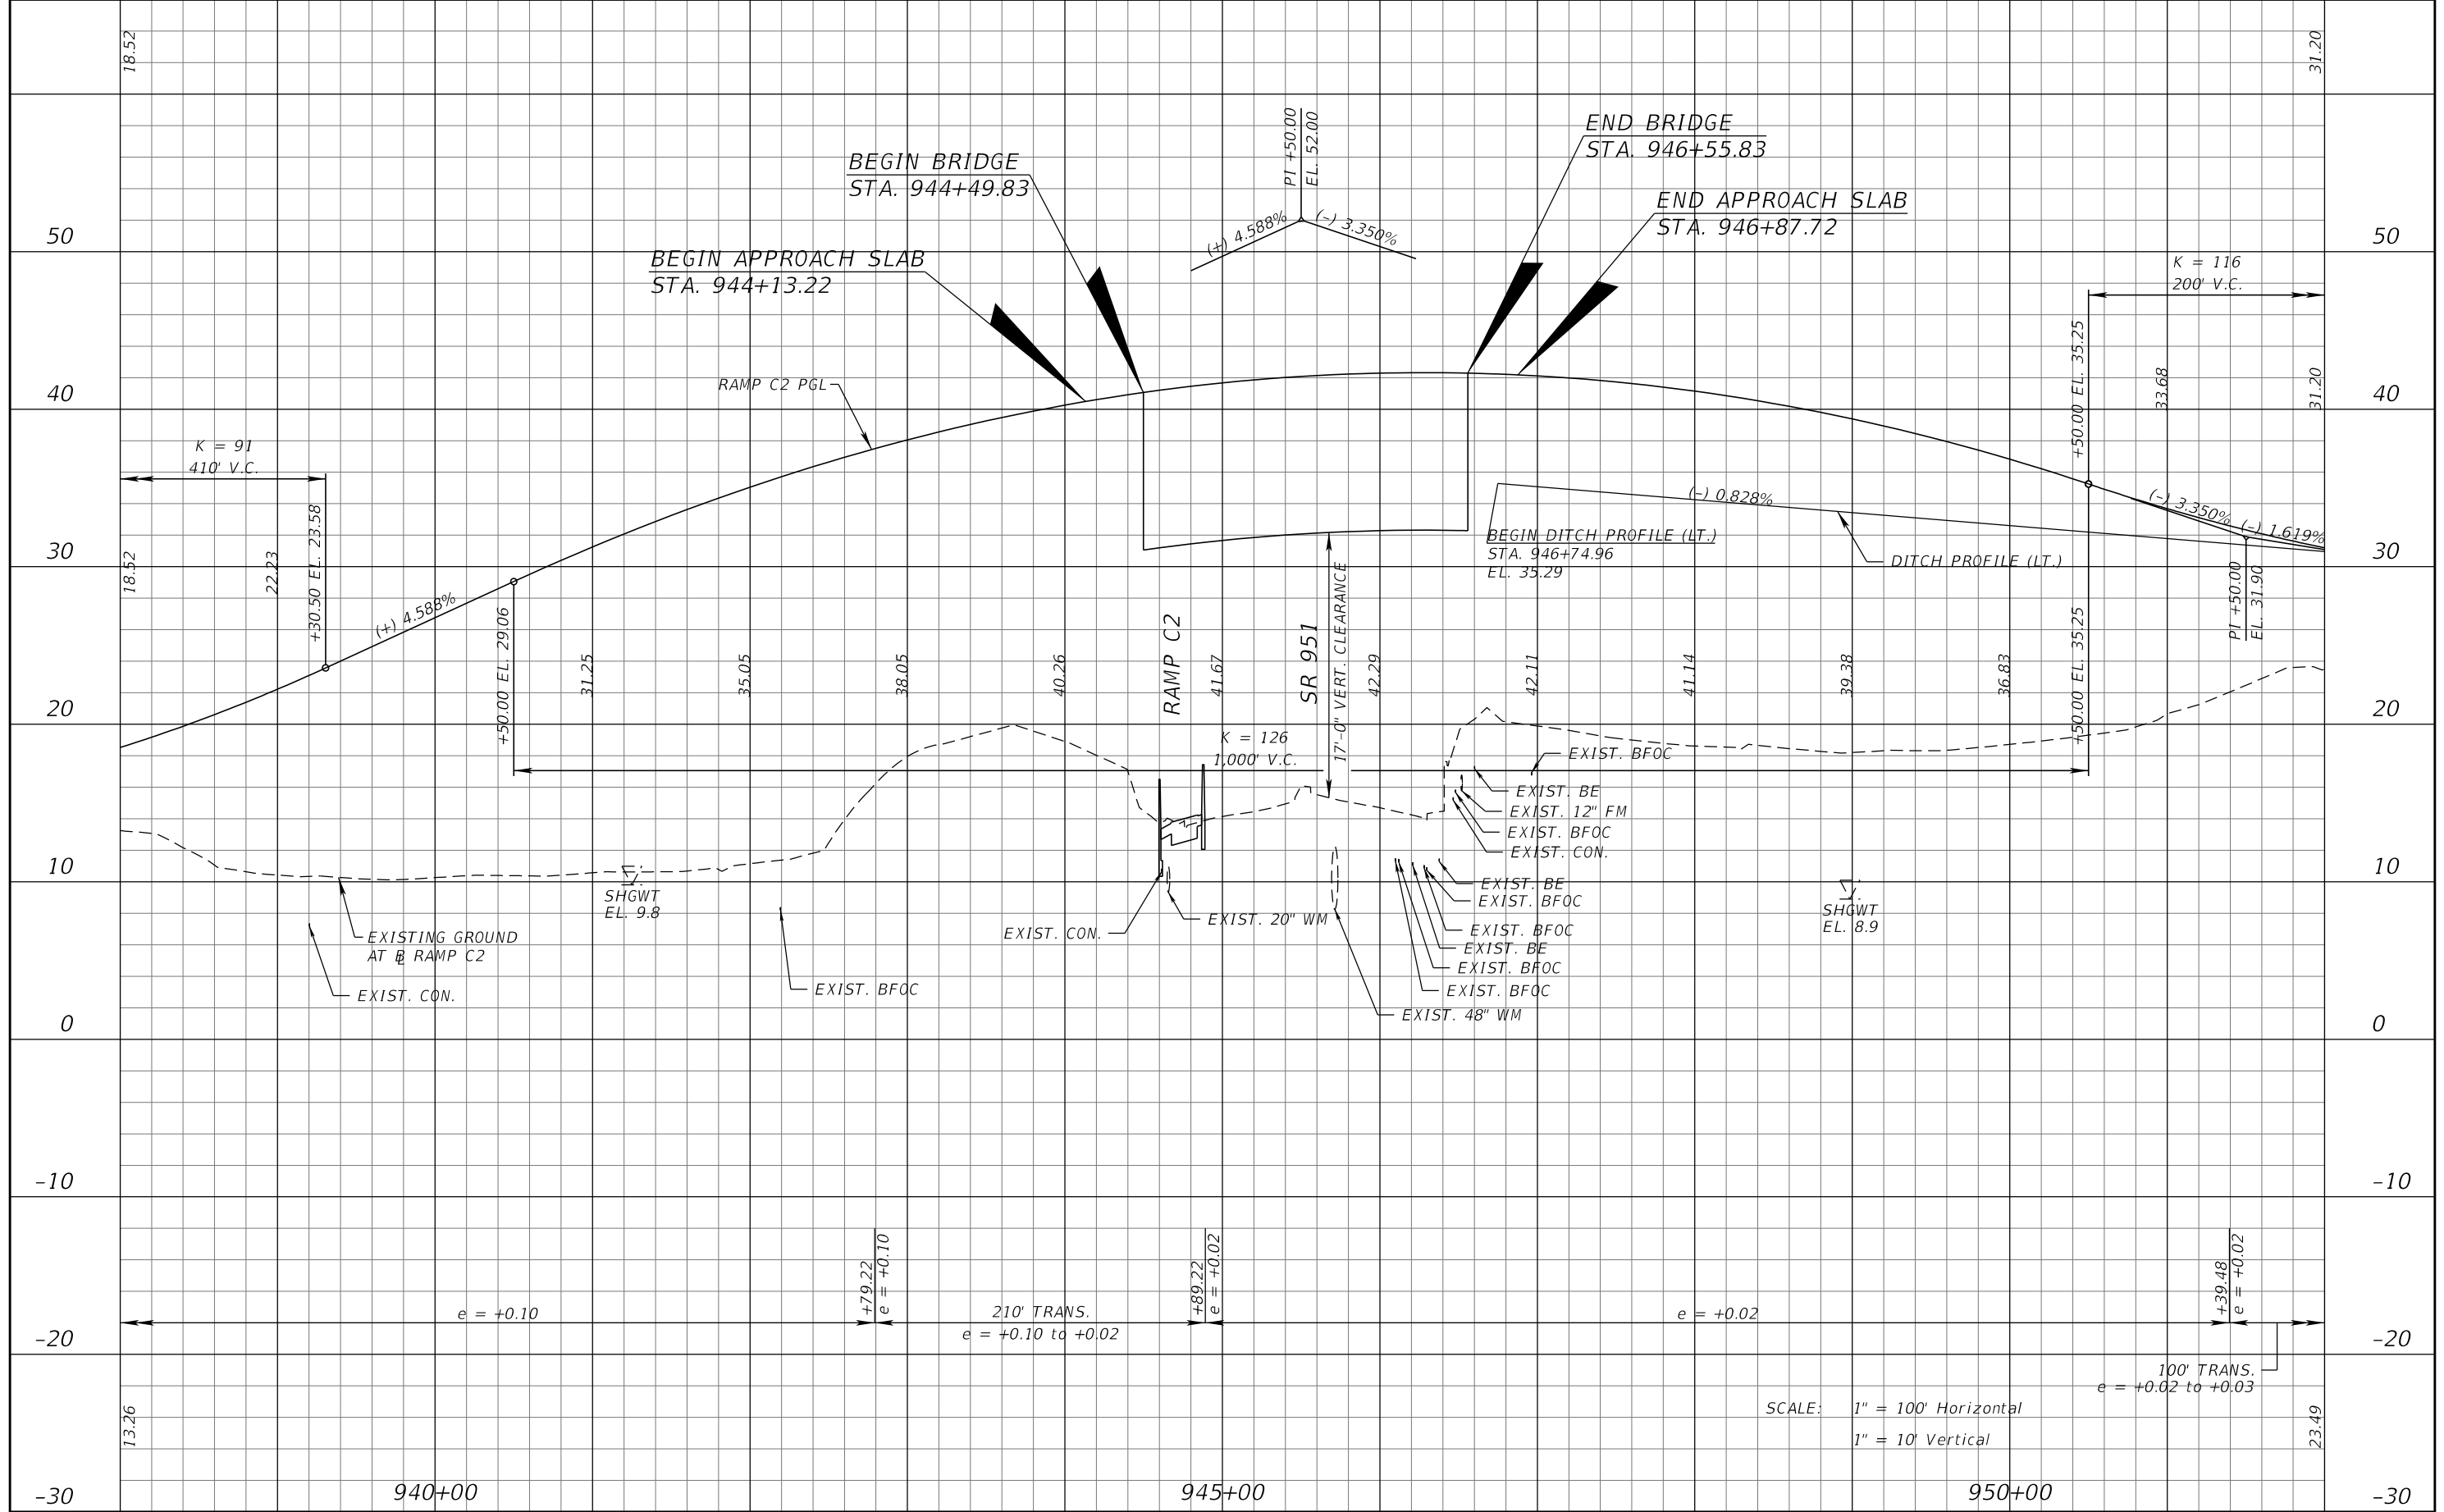 18.52
31.20
END BRIDGE
STA. 946+55.83
PI +50.00
EL. 52.00
BEGIN BRIDGE
STA. 944+49.83
(+) 4.588%
(-) 3.350%
END APPROACH SLAB
STA. 946+87.72
50
50
BEGIN APPROACH SLAB
STA. 944+13.22
K = 116
200' V.C.
RAMP C2 PGL
40
40
+50.00 EL. 35.25
33.68
31.20
K = 91
410' V.C.
(-) 0.828%
(-) 3.350%
(-) 1.619%
BEGIN DITCH PROFILE (LT.)
STA. 946+74.96
EL. 35.29
DITCH PROFILE (LT.)
30
30
18.52
22.23
+30.50 EL. 23.58
(+) 4.588%
+50.00 EL. 29.06
31.25
35.05
38.05
40.26
RAMP C2
41.67
SR 951
17'-0" VERT. CLEARANCE
42.29
42.11
41.14
39.38
36.83
+50.00 EL. 35.25
PI +50.00
EL. 31.90
20
20
K = 126
1,000' V.C.
EXIST. BFOC
EXIST. BE
EXIST. 12" FM
EXIST. BFOC
EXIST. CON.
10
10
EXIST. BE
EXIST. BFOC
SHGWT
EL. 9.8
SHGWT
EL. 8.9
EXIST. 20" WM
EXIST. CON.
EXIST. BFOC
EXIST. BE
EXIST. BFOC
EXIST. BFOC
EXIST. 48" WM
EXISTING GROUND
AT ℄ RAMP C2
EXIST. CON.
EXIST. BFOC
0
0
-10
-10
+79.22
e = +0.10
+89.22
e = +0.02
+39.48
e = +0.02
e = +0.10
210' TRANS.
e = +0.10 to +0.02
e = +0.02
-20
-20
100' TRANS.
e = +0.02 to +0.03
SCALE: 1" = 100' Horizontal
1" = 10' Vertical
13.26
23.49
-30
940+00
945+00
950+00
-30